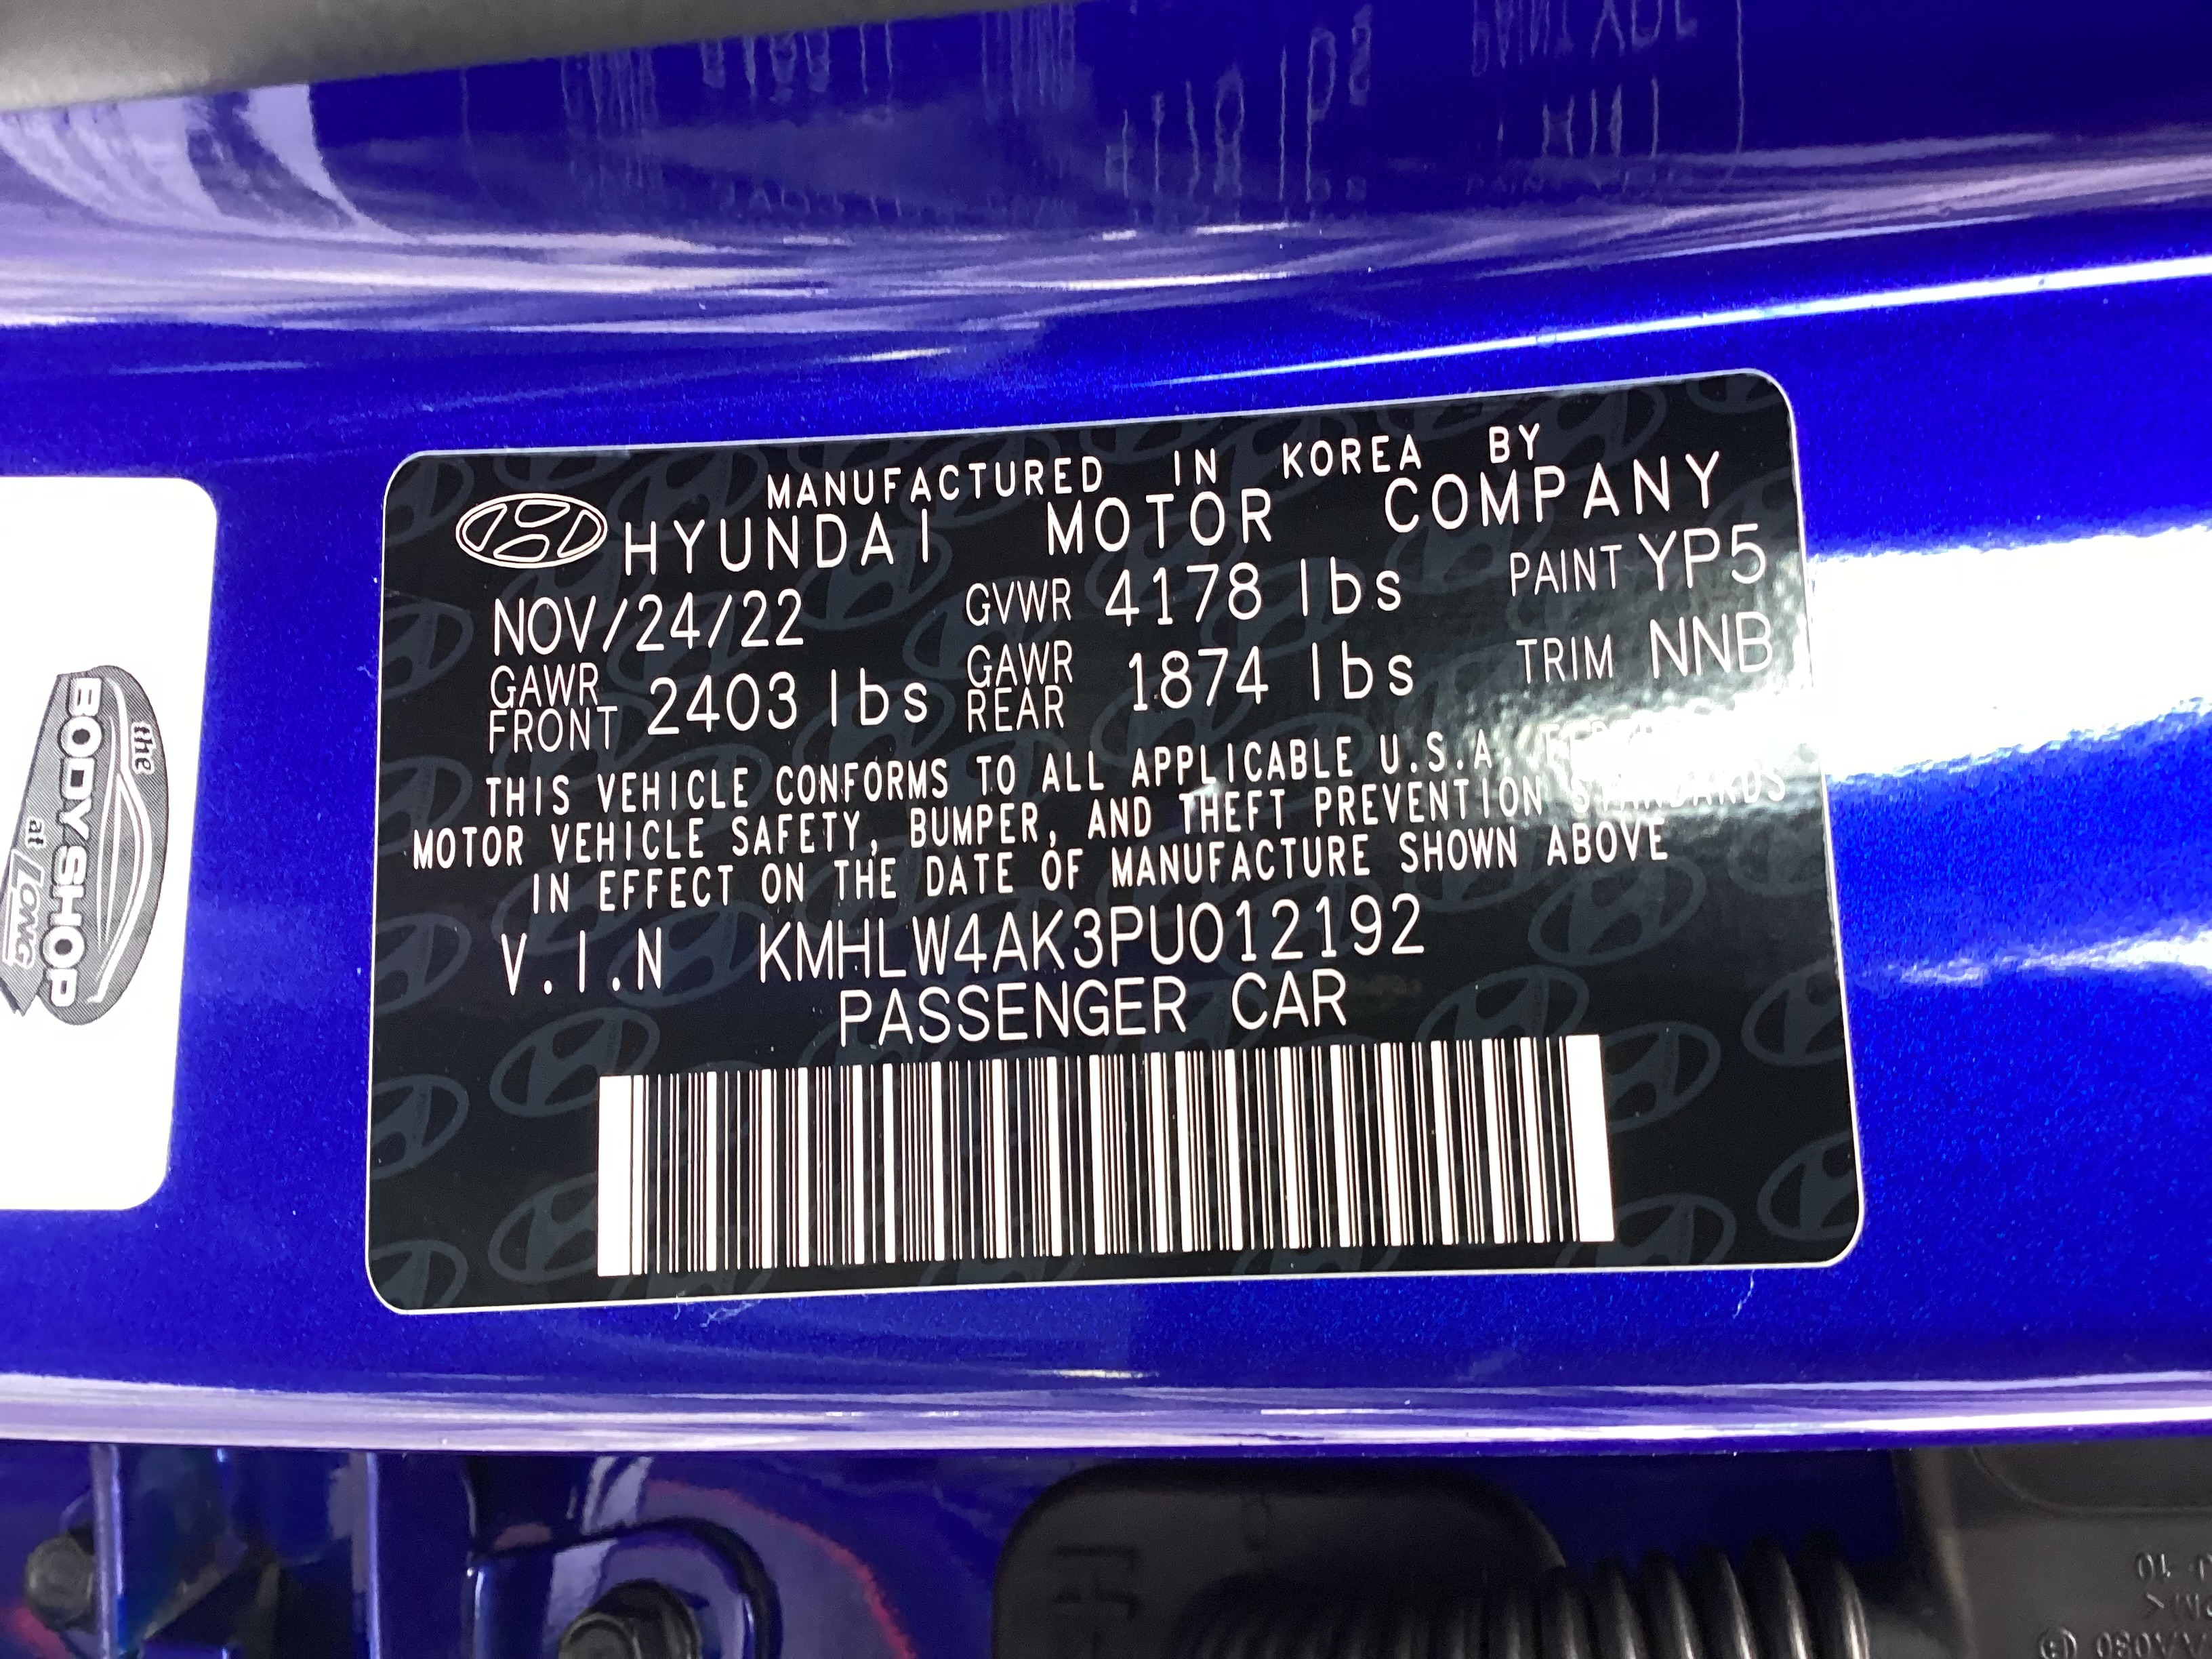 MANUFACTURED IN KOREA BY
HYUNDAI MOTOR COMPANY
NOV/24/22 GVWR 4178 lbs PAINT YP5
GAWR FRONT 2403 lbs GAWR REAR 1874 lbs TRIM NNB
THIS VEHICLE CONFORMS TO ALL APPLICABLE U.S.A.
MOTOR VEHICLE SAFETY, BUMPER, AND THEFT PREVENTION STANDARDS
IN EFFECT ON THE DATE OF MANUFACTURE SHOWN ABOVE
V.I.N KMHLW4AK3PU012192
PASSENGER CAR
the
BODY SHOP
at LONG